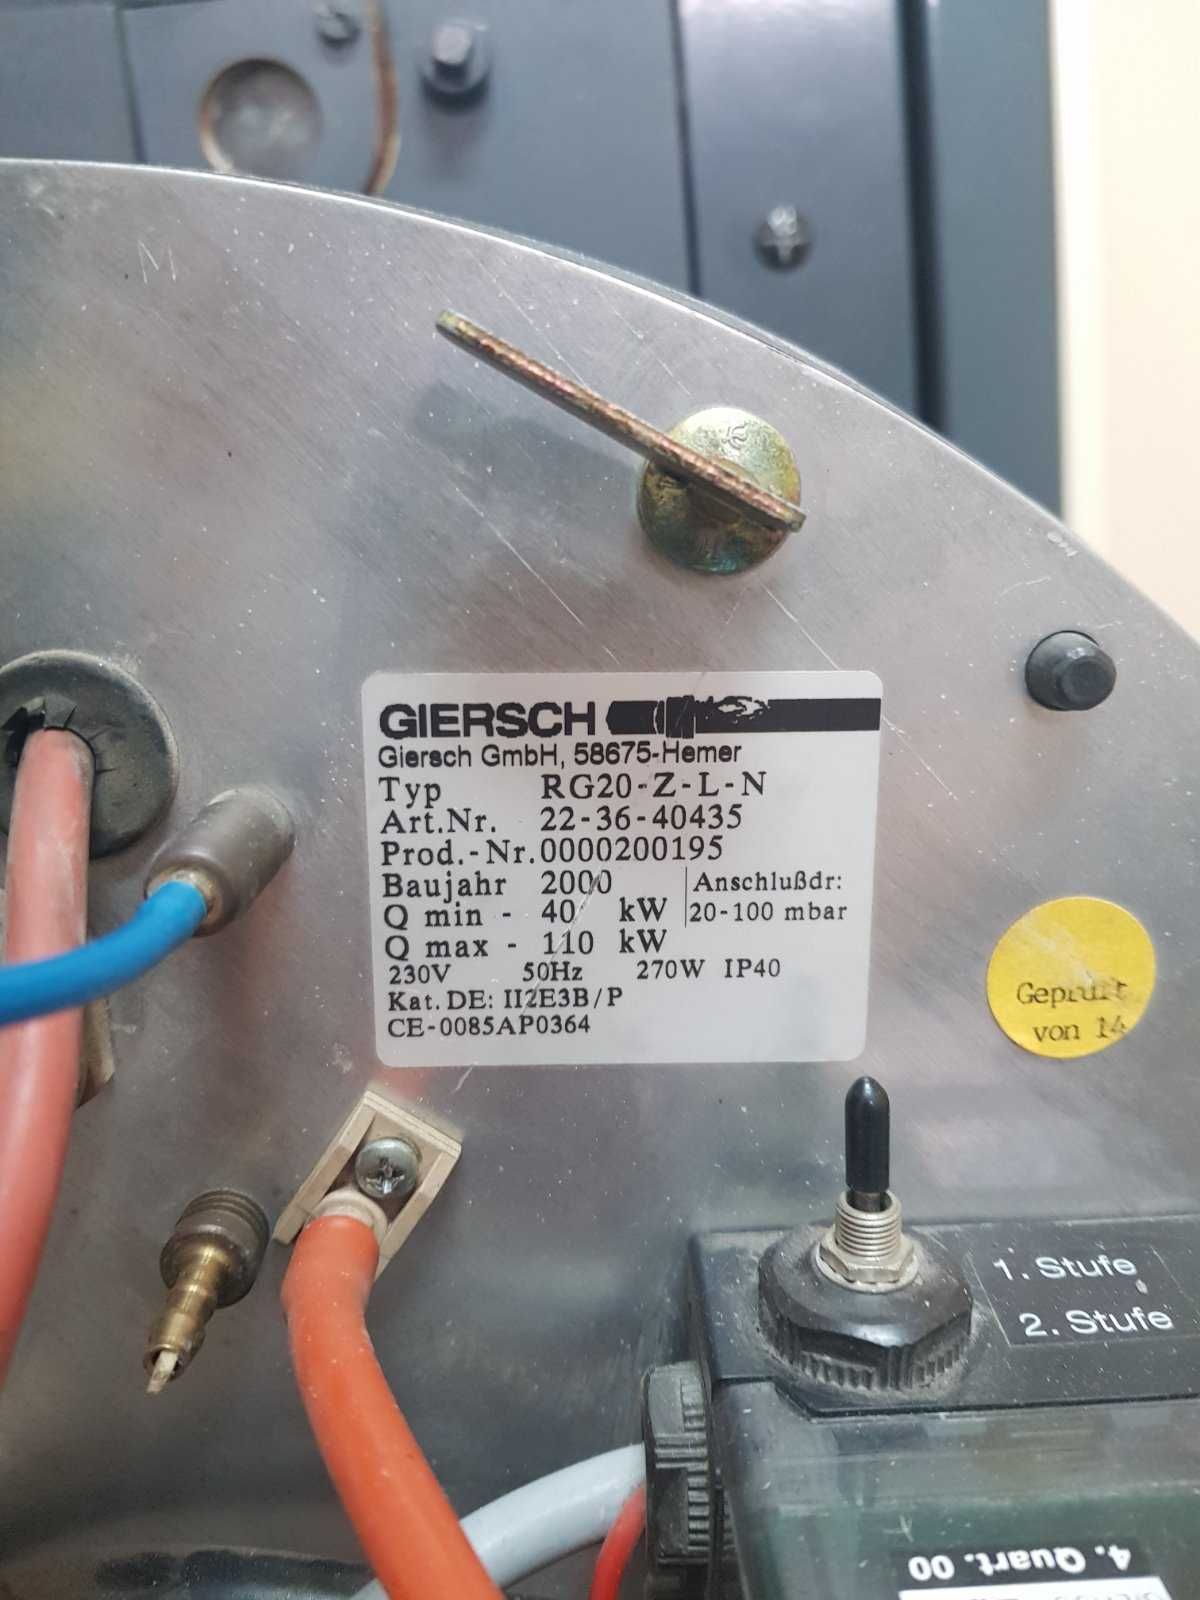 GIERSCH
Giersch GmbH, 58675-Hemer
Typ RG20-Z-L-N
Art.Nr. 22-36-40435
Prod.-Nr.0000200195
Baujahr 2000 Anschlußdr:
Q min - 40 kW 20-100 mbar
Q max - 110 kW
230V 50Hz 270W IP40
Kat.DE: II2E3B/P
CE-0085AP0364
Geprüft
von 14
1. Stufe
2. Stufe
4. Quart. 00